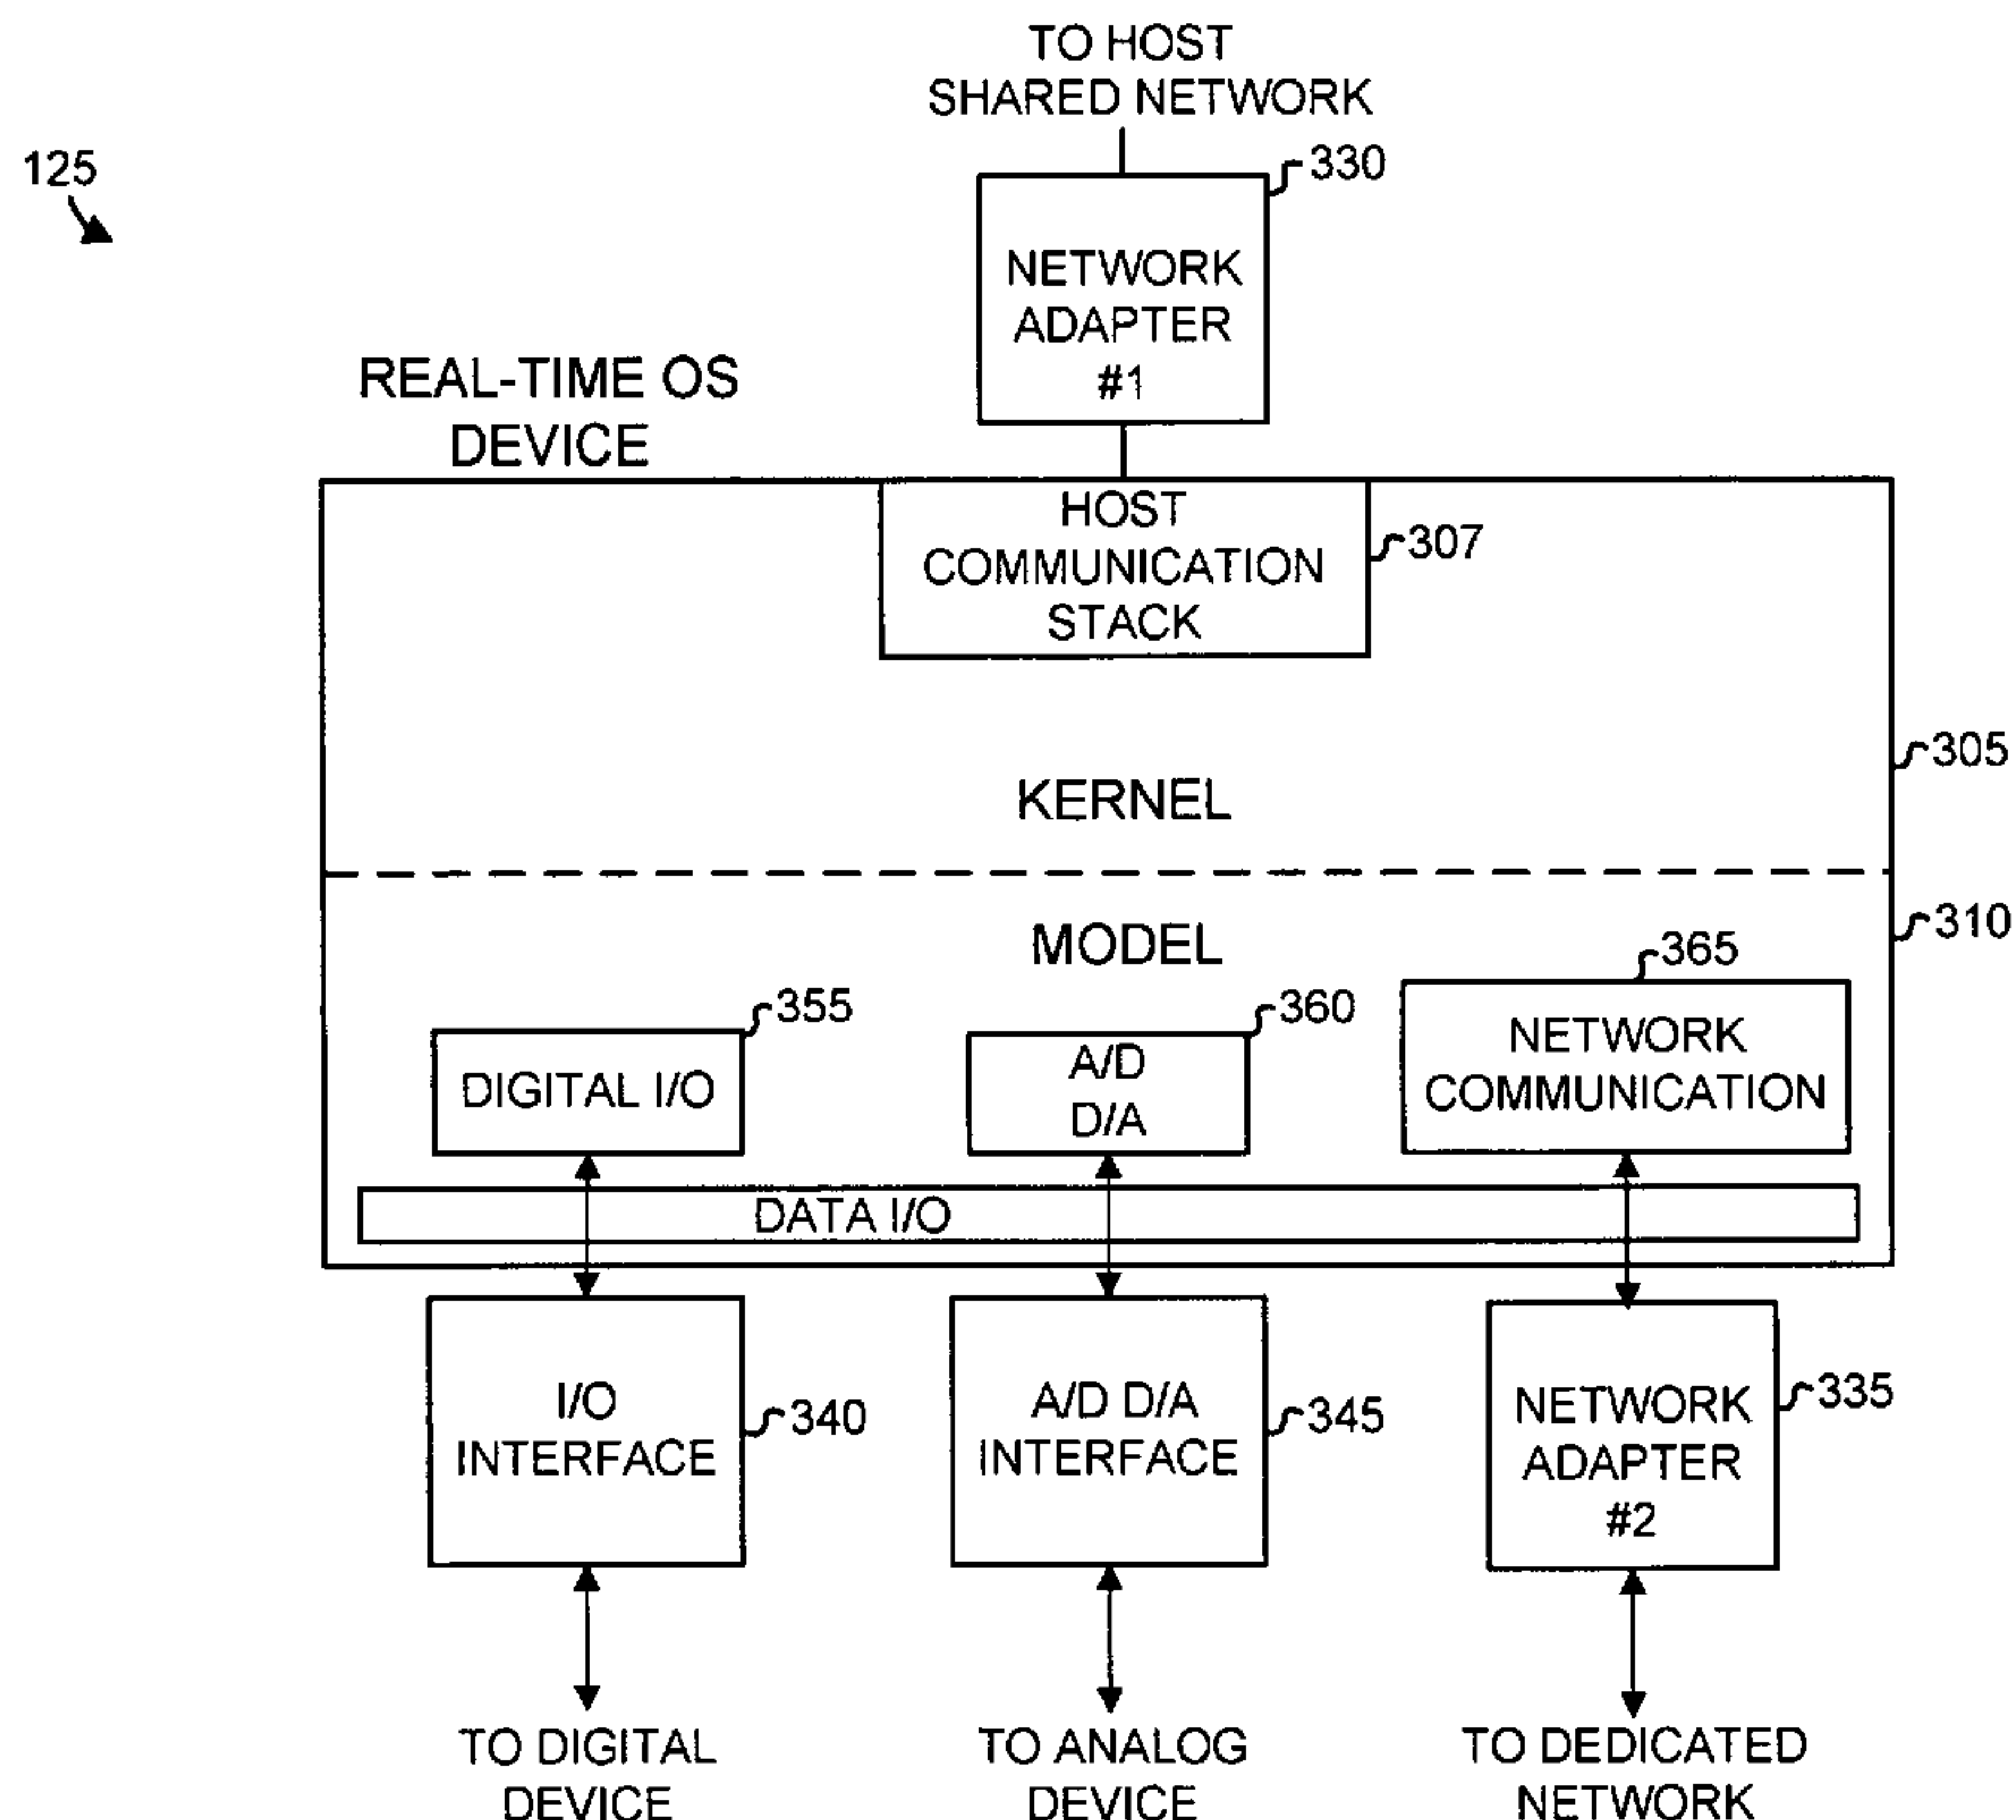 TO HOST
SHARED NETWORK
125
330
NETWORK
ADAPTER
#1
REAL-TIME OS
DEVICE
HOST
COMMUNICATION
STACK
307
305
KERNEL
310
MODEL
365
355
360
NETWORK
COMMUNICATION
DIGITAL I/O
A/D
D/A
DATA I/O
I/O
INTERFACE
340
A/D D/A
INTERFACE
345
NETWORK
ADAPTER
#2
335
TO DIGITAL
DEVICE
TO ANALOG
DEVICE
TO DEDICATED
NETWORK